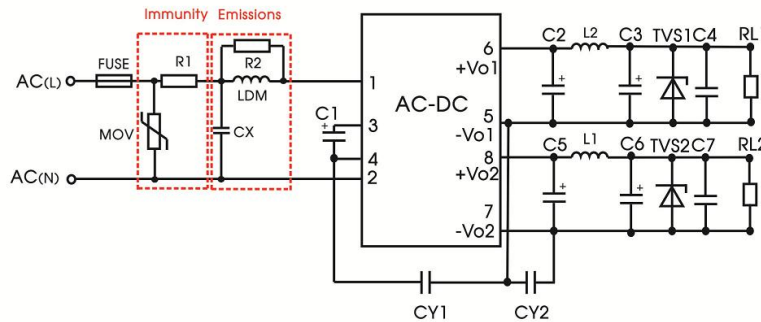 Immunity Emissions
FUSE
R1
R2
LDM
AC(L)
MOV
CX
AC(N)
C1
+
1
3
4
2
AC-DC
6
+Vo1
5
-Vo1
8
+Vo2
7
-Vo2
C2
L2
C3
TVS1
C4
RL1
+
+
C5
L1
C6
TVS2
C7
RL2
+
+
CY1
CY2